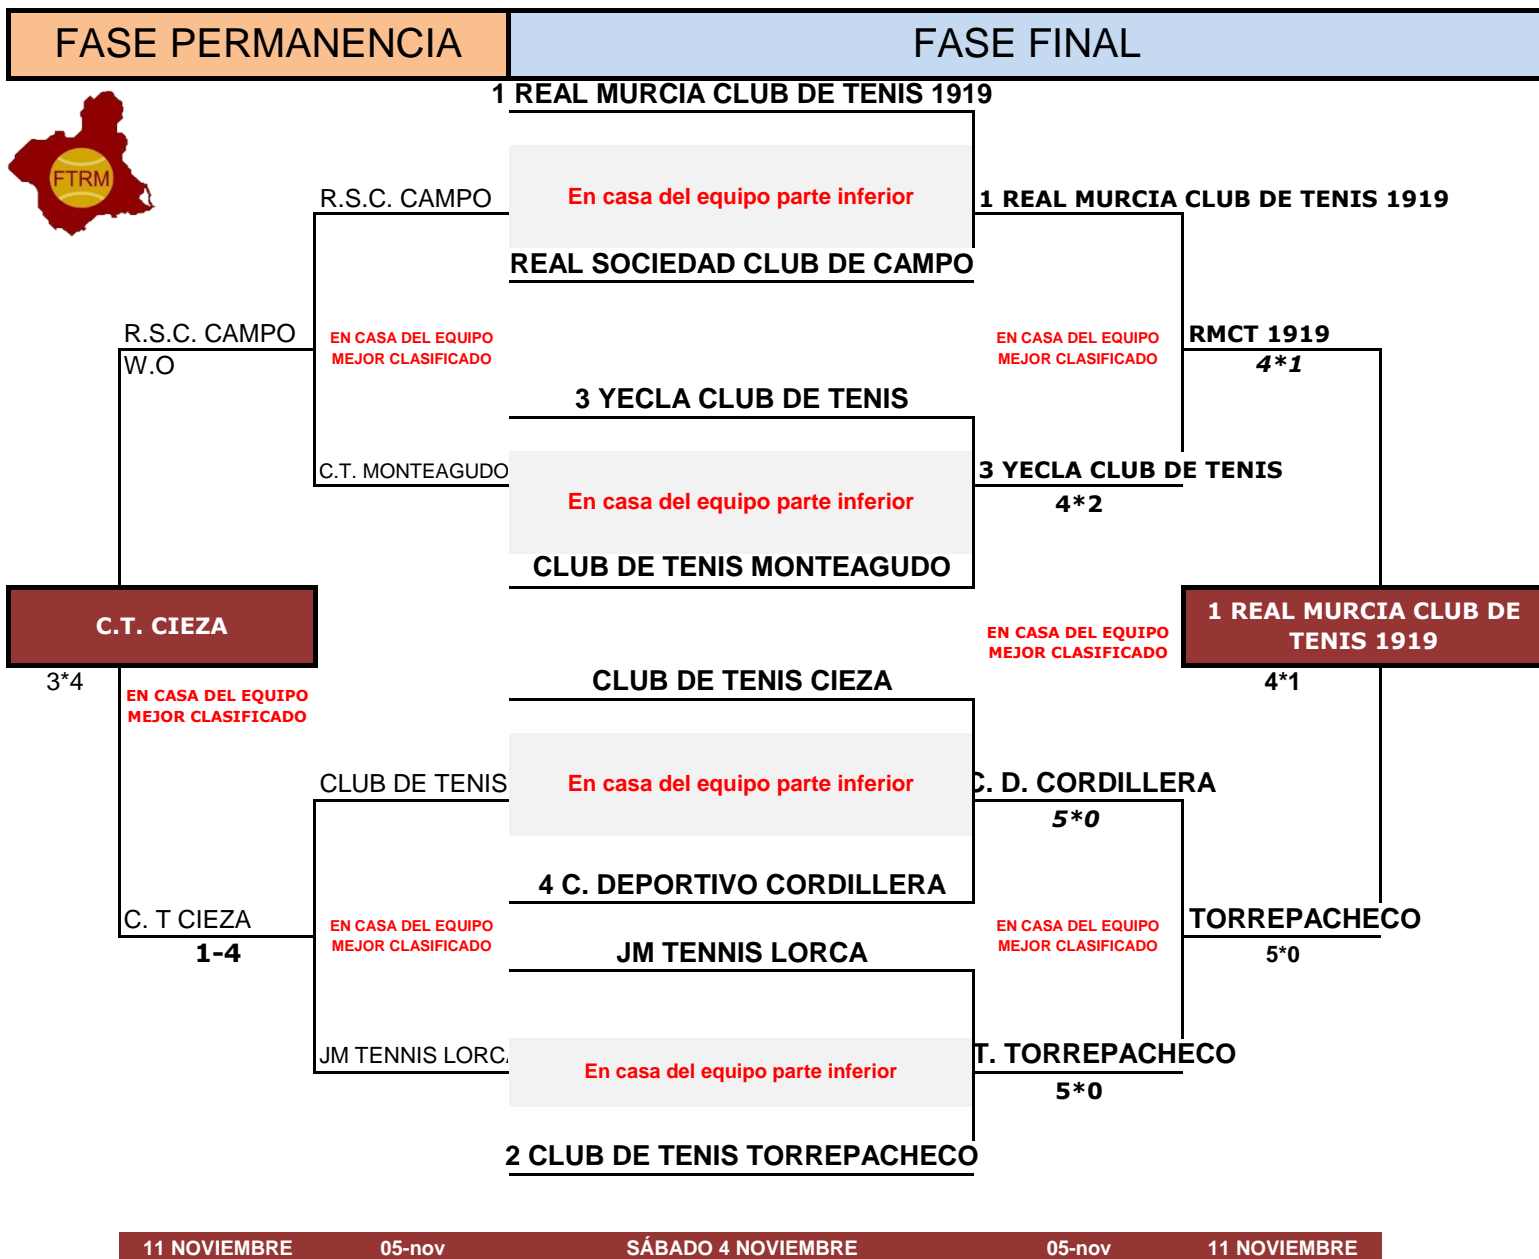 FASE PERMANENCIA
FASE FINAL
1 REAL MURCIA CLUB DE TENIS 1919
FTRM
R.S.C. CAMPO
En casa del equipo parte inferior
1 REAL MURCIA CLUB DE TENIS 1919
REAL SOCIEDAD CLUB DE CAMPO
R.S.C. CAMPO
W.O
EN CASA DEL EQUIPO
MEJOR CLASIFICADO
EN CASA DEL EQUIPO
MEJOR CLASIFICADO
RMCT 1919
4*1
3 YECLA CLUB DE TENIS
C.T. MONTEAGUDO
En casa del equipo parte inferior
3 YECLA CLUB DE TENIS
4*2
CLUB DE TENIS MONTEAGUDO
C.T. CIEZA
3*4
EN CASA DEL EQUIPO
MEJOR CLASIFICADO
1 REAL MURCIA CLUB DE
TENIS 1919
4*1
EN CASA DEL EQUIPO
MEJOR CLASIFICADO
CLUB DE TENIS CIEZA
CLUB DE TENIS
En casa del equipo parte inferior
C. D. CORDILLERA
5*0
4 C. DEPORTIVO CORDILLERA
C. T CIEZA
1-4
EN CASA DEL EQUIPO
MEJOR CLASIFICADO
EN CASA DEL EQUIPO
MEJOR CLASIFICADO
TORREPACHECO
5*0
JM TENNIS LORCA
JM TENNIS LORCA
En casa del equipo parte inferior
T. TORREPACHECO
5*0
2 CLUB DE TENIS TORREPACHECO
11 NOVIEMBRE
05-nov
SÁBADO 4 NOVIEMBRE
05-nov
11 NOVIEMBRE